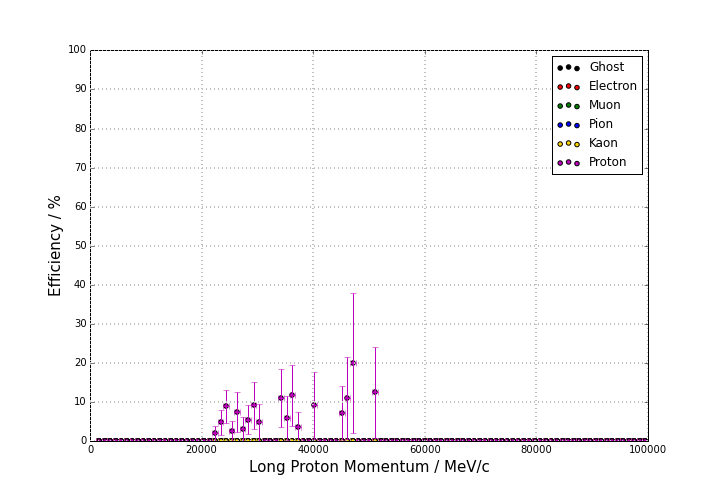 100
90
80
70
60
50
40
30
20
10
0
Efficiency / %
0 20000 40000 60000 80000 100000
Long Proton Momentum / MeV/c
Ghost
Electron
Muon
Pion
Kaon
Proton